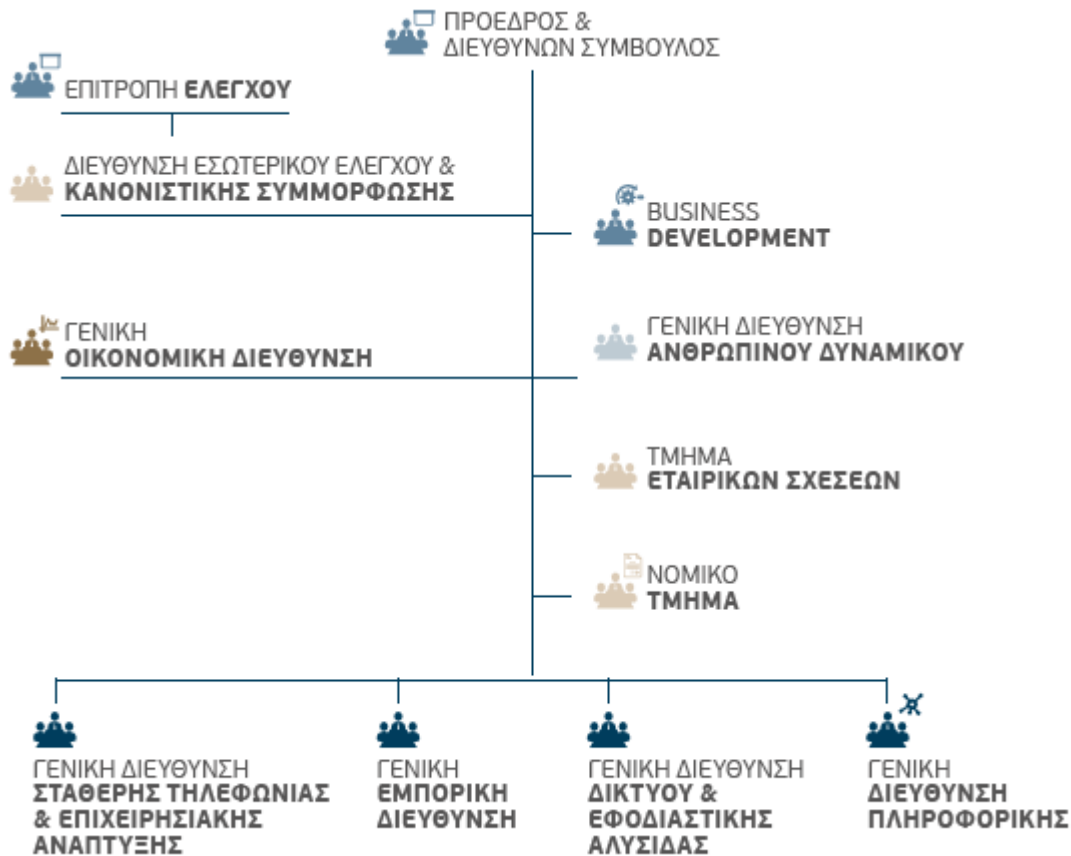 ΠΡΟΕΔΡΟΣ &
ΔΙΕΥΘΥΝΩΝ ΣΥΜΒΟΥΛΟΣ
ΕΠΙΤΡΟΠΗ ΕΛΕΓΧΟΥ
ΔΙΕΥΘΥΝΣΗ ΕΣΩΤΕΡΙΚΟΥ ΕΛΕΓΧΟΥ &
ΚΑΝΟΝΙΣΤΙΚΗΣ ΣΥΜΜΟΡΦΩΣΗΣ
BUSINESS
DEVELOPMENT
ΓΕΝΙΚΗ
ΟΙΚΟΝΟΜΙΚΗ ΔΙΕΥΘΥΝΣΗ
ΓΕΝΙΚΗ ΔΙΕΥΘΥΝΣΗ
ΑΝΘΡΩΠΙΝΟΥ ΔΥΝΑΜΙΚΟΥ
ΤΜΗΜΑ
ΕΤΑΙΡΙΚΩΝ ΣΧΕΣΕΩΝ
ΝΟΜΙΚΟ
ΤΜΗΜΑ
ΓΕΝΙΚΗ ΔΙΕΥΘΥΝΣΗ
ΣΤΑΘΕΡΗΣ ΤΗΛΕΦΩΝΙΑΣ
& ΕΠΙΧΕΙΡΗΣΙΑΚΗΣ
ΑΝΑΠΤΥΞΗΣ
ΓΕΝΙΚΗ
ΕΜΠΟΡΙΚΗ
ΔΙΕΥΘΥΝΣΗ
ΓΕΝΙΚΗ ΔΙΕΥΘΥΝΣΗ
ΔΙΚΤΥΟΥ &
ΕΦΟΔΙΑΣΤΙΚΗΣ
ΑΛΥΣΙΔΑΣ
ΓΕΝΙΚΗ
ΔΙΕΥΘΥΝΣΗ
ΠΛΗΡΟΦΟΡΙΚΗΣ